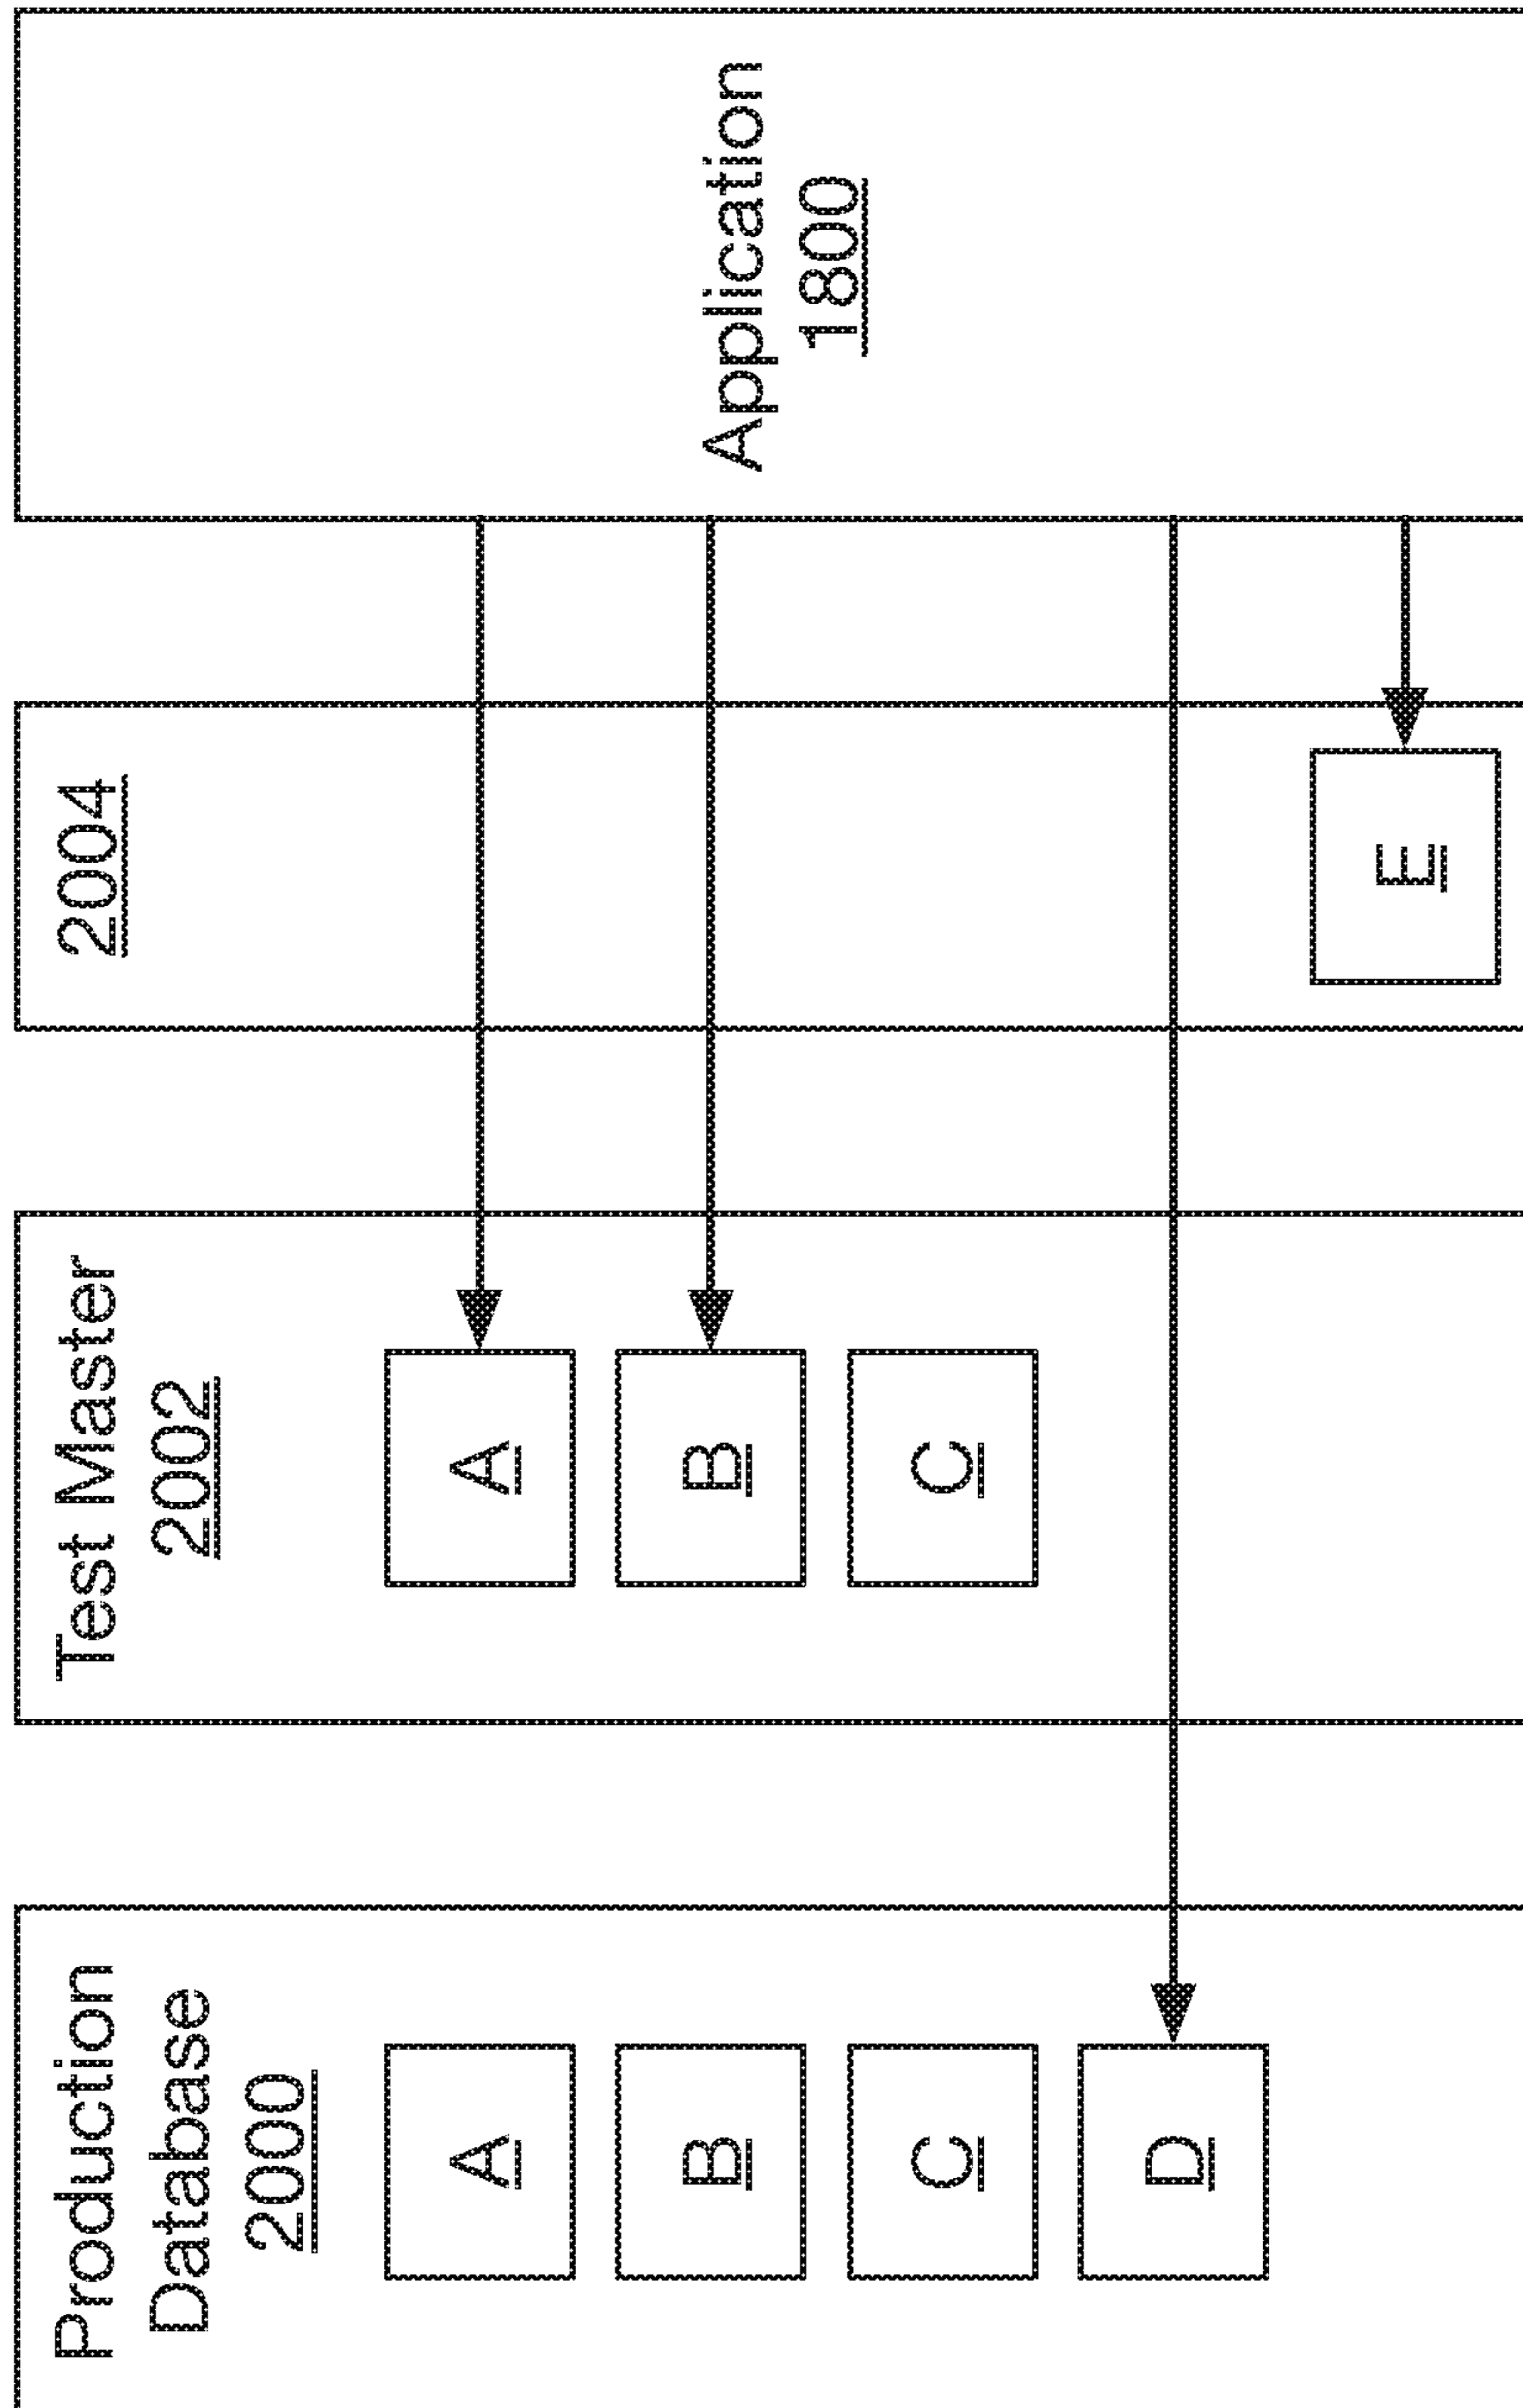 Production
Database
2000
A
B
C
D
Test Master
2002
A
B
C
2004
E
Application
1800